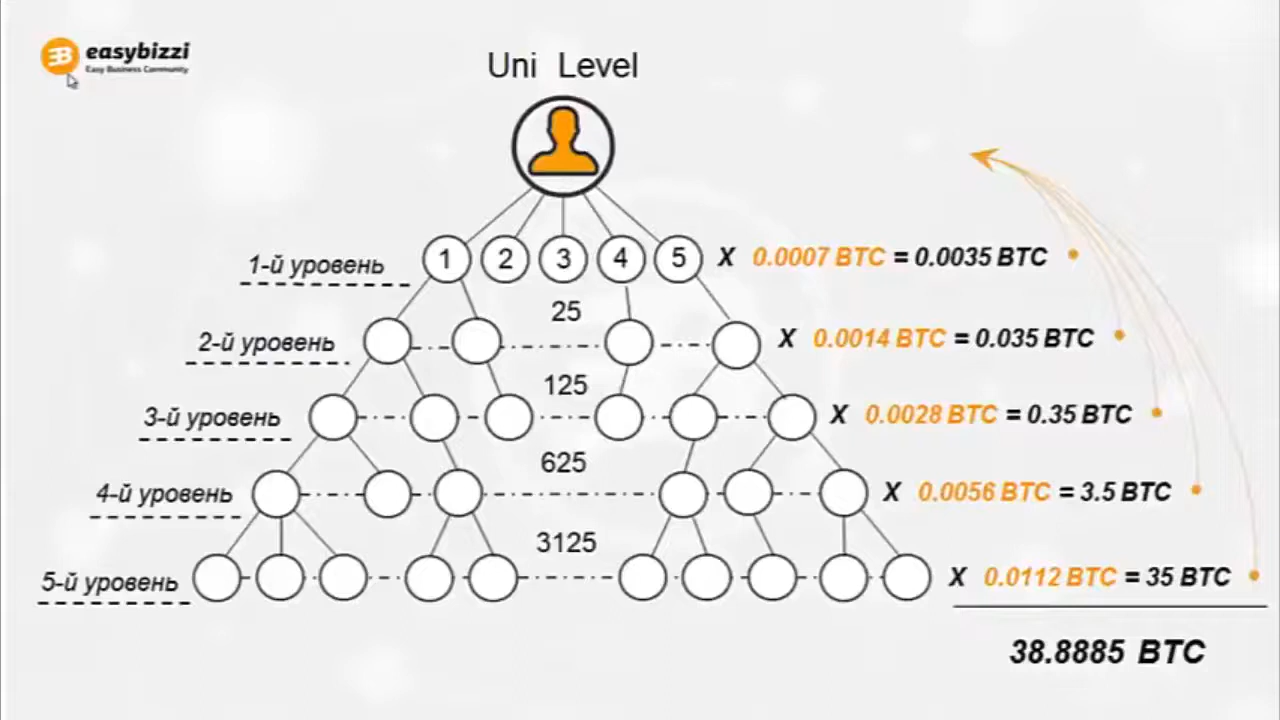 easybizzi
Easy Business Community
Uni Level
1-й уровень
1 2 3 4 5 X 0.0007 BTC = 0.0035 BTC
25
2-й уровень
X 0.0014 BTC = 0.035 BTC
125
3-й уровень
X 0.0028 BTC = 0.35 BTC
625
4-й уровень
X 0.0056 BTC = 3.5 BTC
3125
5-й уровень
X 0.0112 BTC = 35 BTC
38.8885 BTC